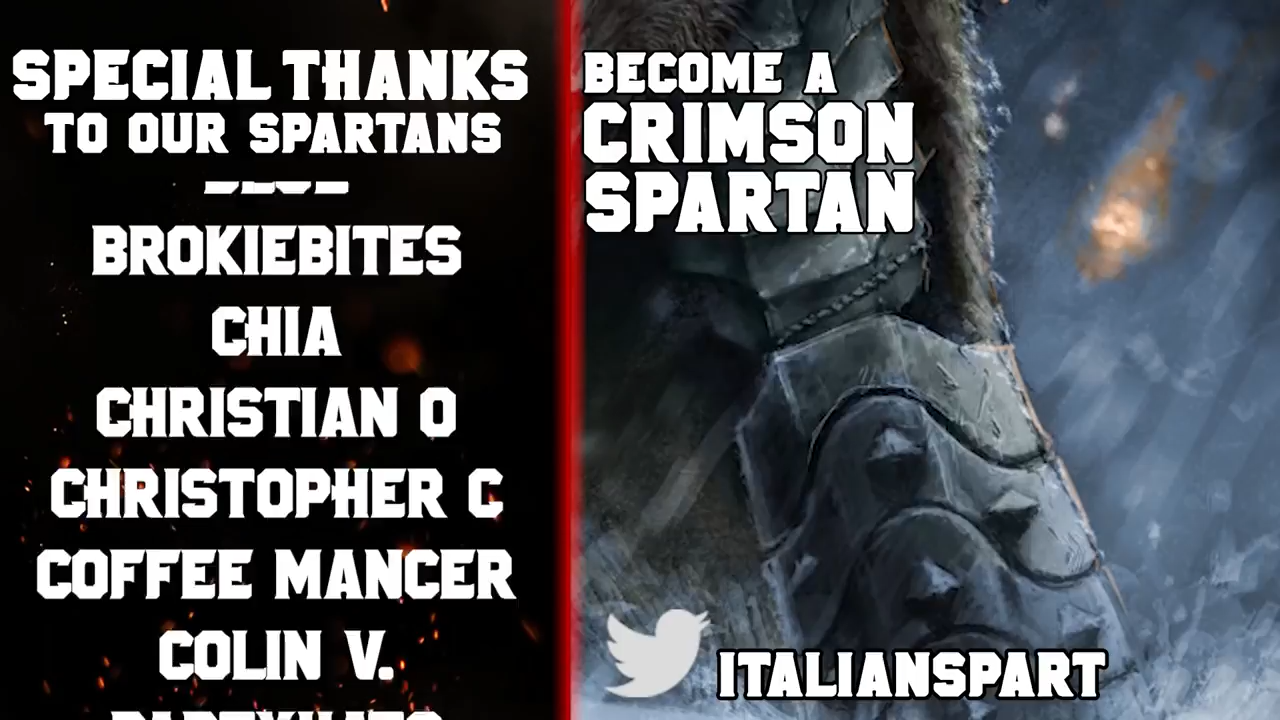 SPECIAL THANKS
TO OUR SPARTANS
----
BROKIEBITES
CHIA
CHRISTIAN O
CHRISTOPHER C
COFFEE MANCER
COLIN V.
BECOME A
CRIMSON
SPARTAN
ITALIANSPART